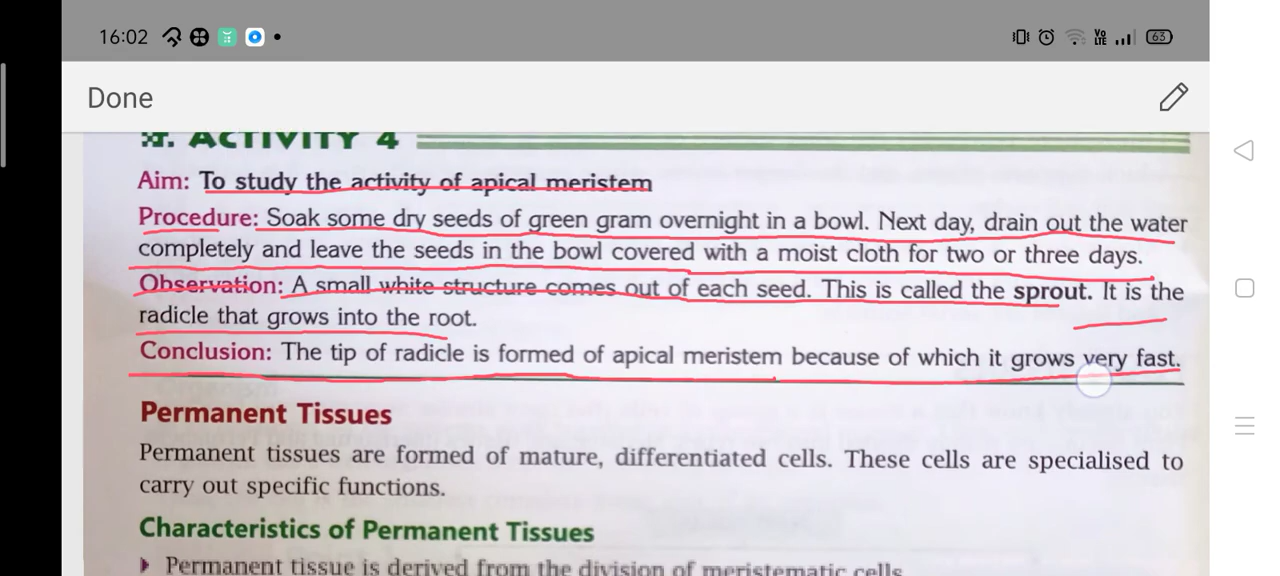 16:02
Vo LTE
63
Done
ACTIVITY 4
Aim: To study the activity of apical meristem
Procedure: Soak some dry seeds of green gram overnight in a bowl. Next day, drain out the water
completely and leave the seeds in the bowl covered with a moist cloth for two or three days.
Observation: A small white structure comes out of each seed. This is called the sprout. It is the
radicle that grows into the root.
Conclusion: The tip of radicle is formed of apical meristem because of which it grows very fast.
Permanent Tissues
Permanent tissues are formed of mature, differentiated cells. These cells are specialised to
carry out specific functions.
Characteristics of Permanent Tissues
Permanent tissue is derived from the division of meristematic cells